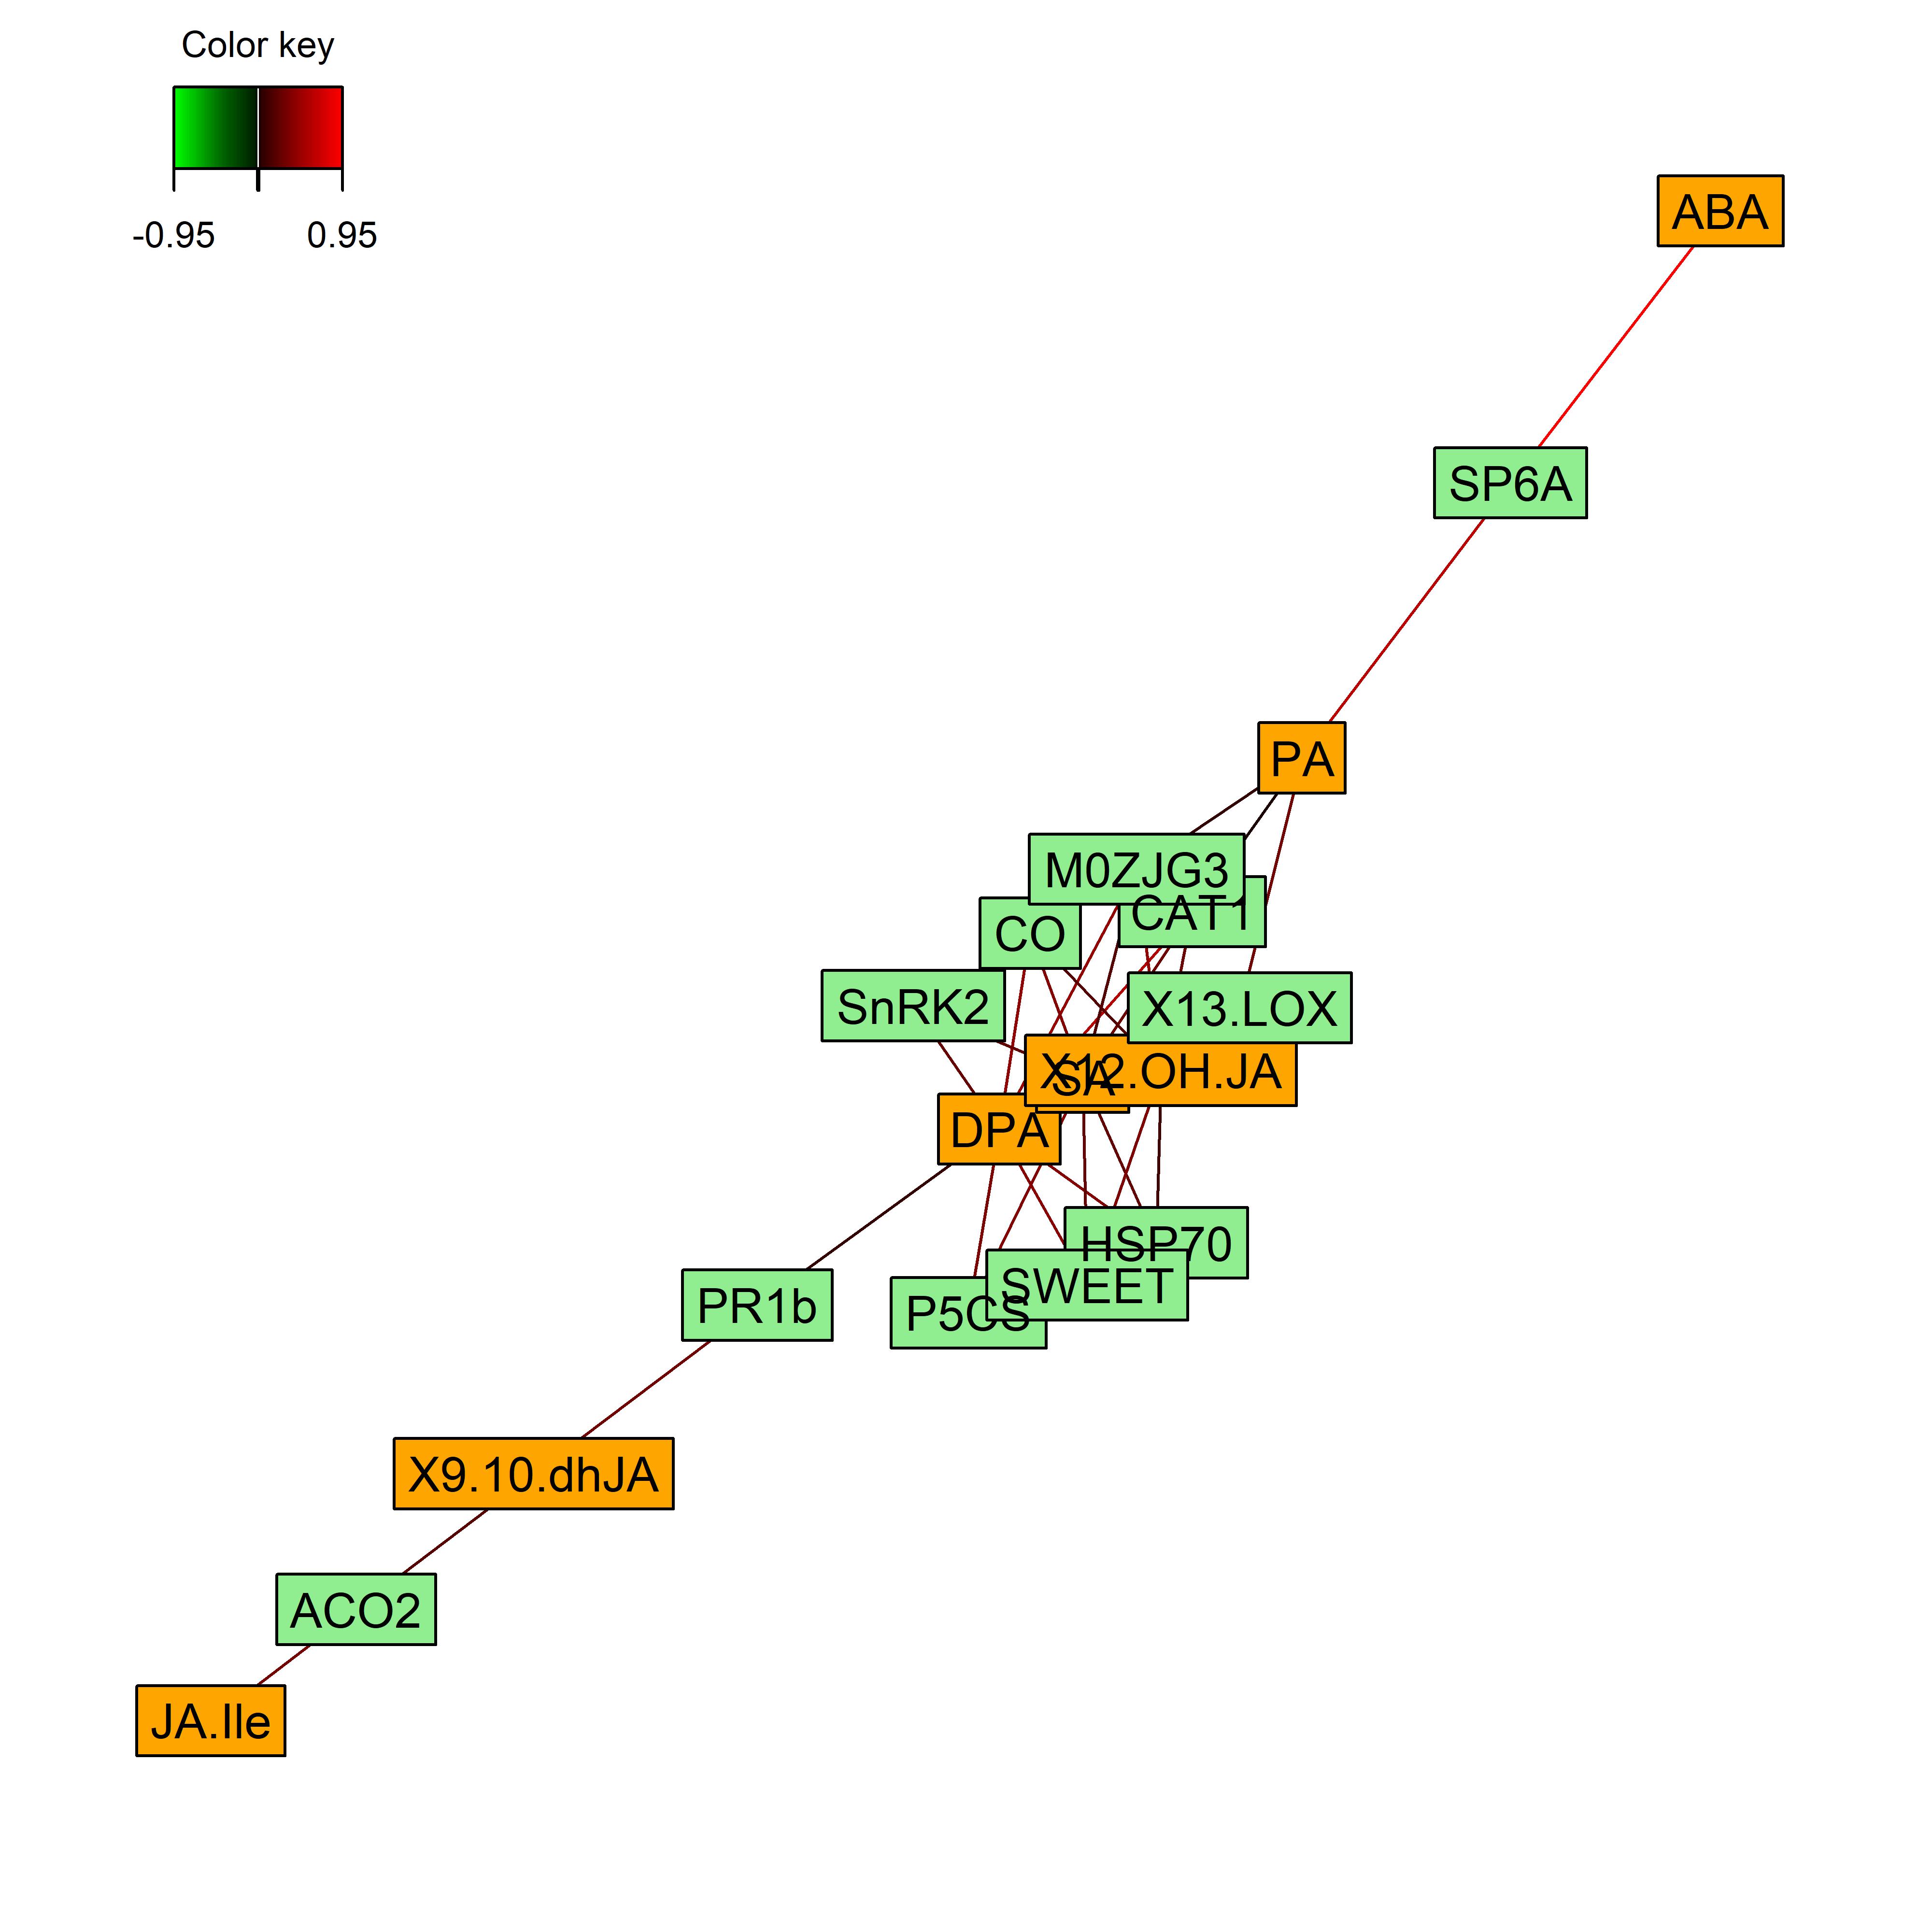 Color key
-0.95 0.95
ABA
SP6A
PA
M0ZJG3
CAT1
CO
SnRK2
X13.LOX
X12.OH.JA
SA
DPA
HSP70
SWEET
P5CS
PR1b
X9.10.dhJA
ACO2
JA.Ile